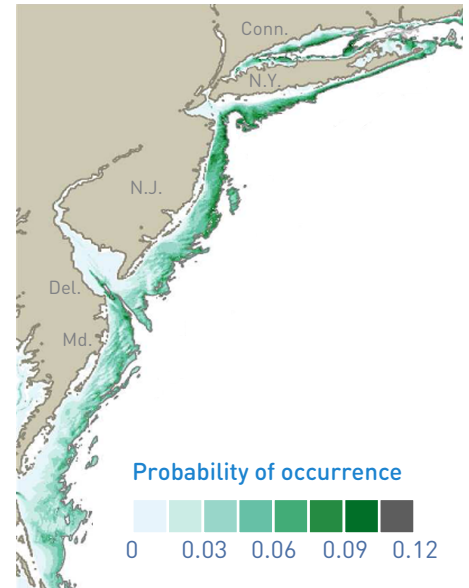 Conn.
N.Y.
N.J.
Del.
Md.
Probability of occurrence
0 0.03 0.06 0.09 0.12